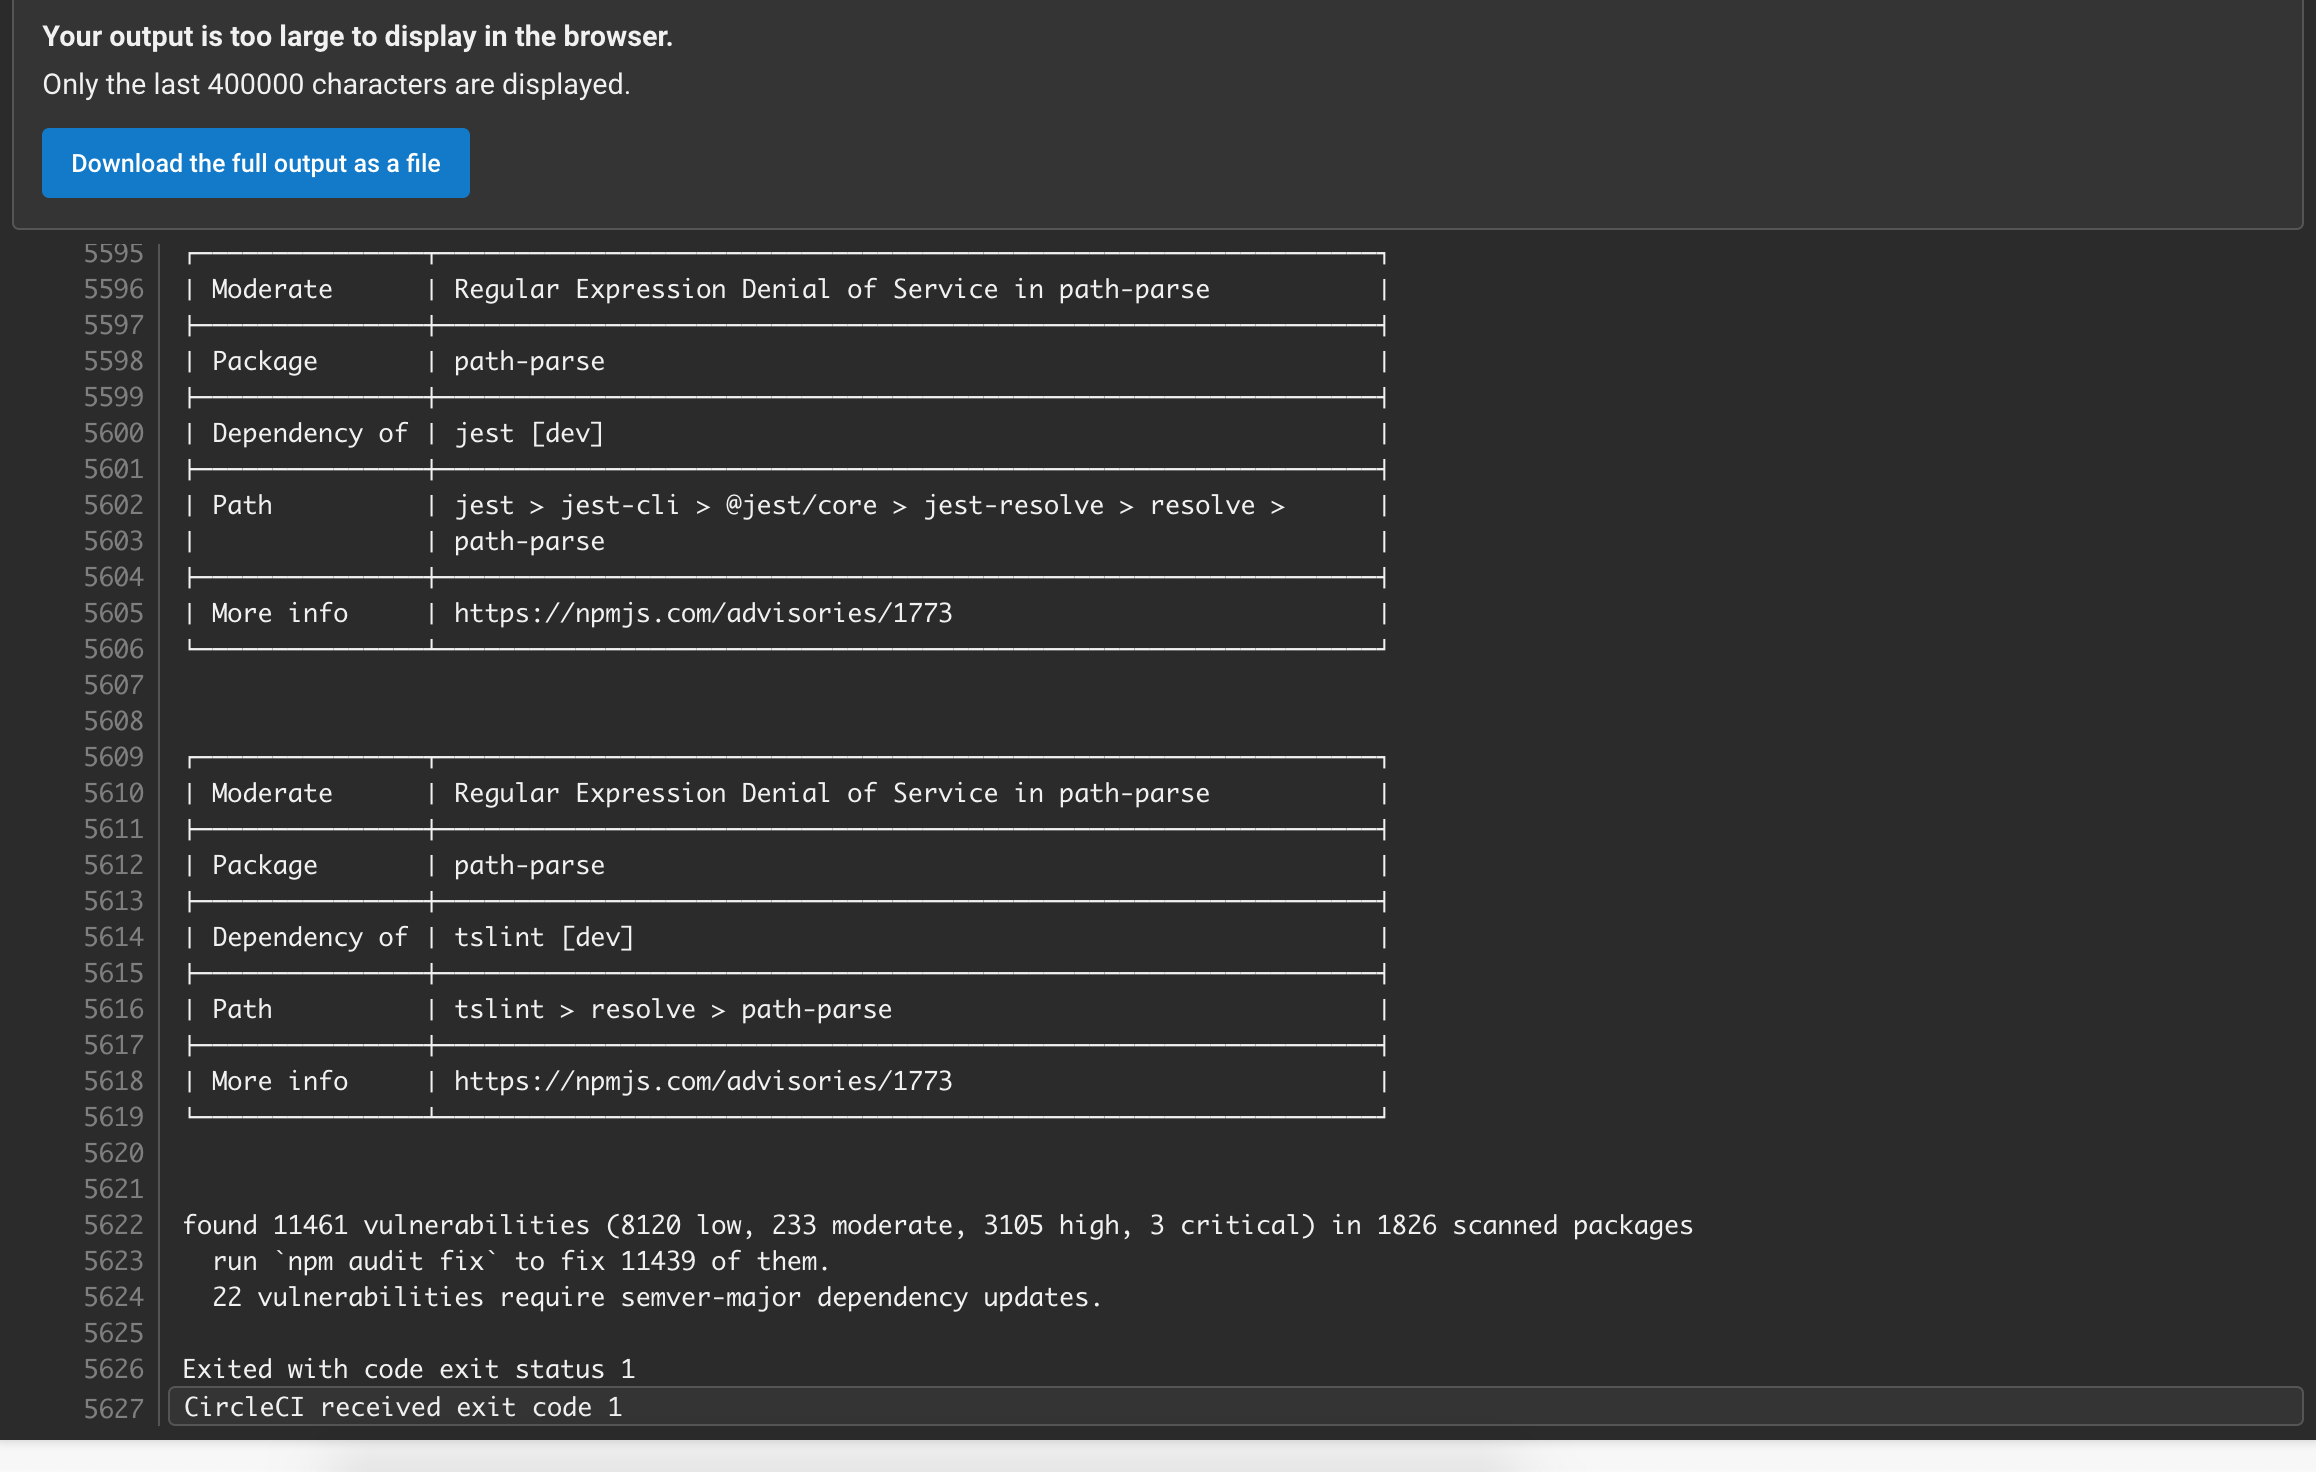 Your output is too large to display in the browser.
Only the last 400000 characters are displayed.
Download the full output as a file
5595
5596 | Moderate | Regular Expression Denial of Service in path-parse |
5597
5598 | Package | path-parse |
5599
5600 | Dependency of | jest [dev] |
5601
5602 | Path | jest > jest-cli > @jest/core > jest-resolve > resolve > |
5603 | | path-parse |
5604
5605 | More info | https://npmjs.com/advisories/1773 |
5606
5607
5608
5609
5610 | Moderate | Regular Expression Denial of Service in path-parse |
5611
5612 | Package | path-parse |
5613
5614 | Dependency of | tslint [dev] |
5615
5616 | Path | tslint > resolve > path-parse |
5617
5618 | More info | https://npmjs.com/advisories/1773 |
5619
5620
5621
5622 found 11461 vulnerabilities (8120 low, 233 moderate, 3105 high, 3 critical) in 1826 scanned packages
5623 run `npm audit fix` to fix 11439 of them.
5624 22 vulnerabilities require semver-major dependency updates.
5625
5626 Exited with code exit status 1
5627 CircleCI received exit code 1